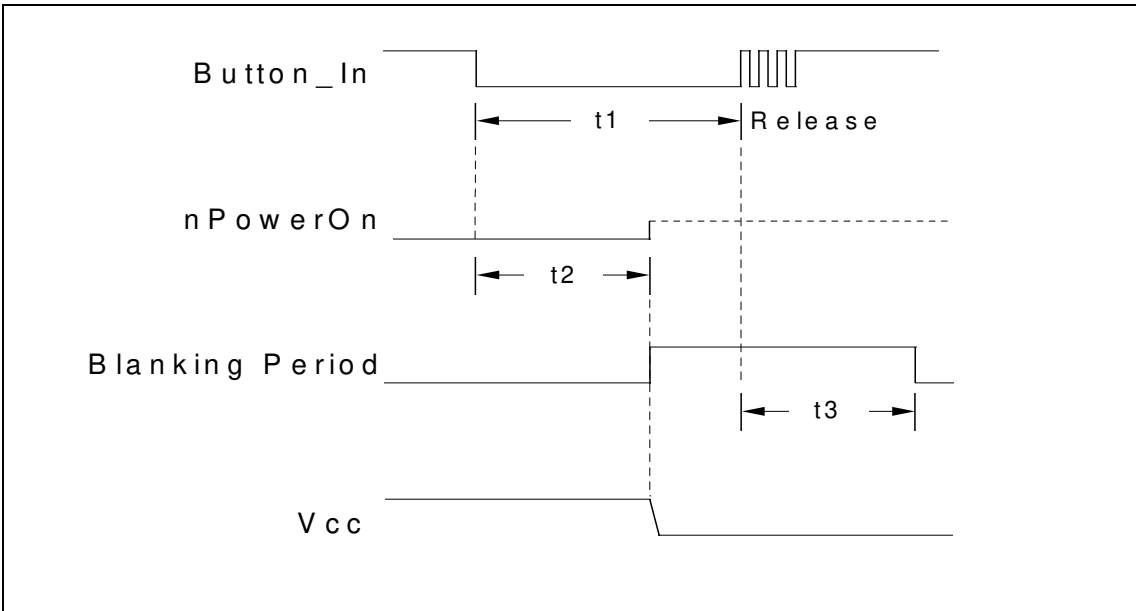 Button_In
t1
Release
nPowerOn
t2
Blanking Period
t3
Vcc